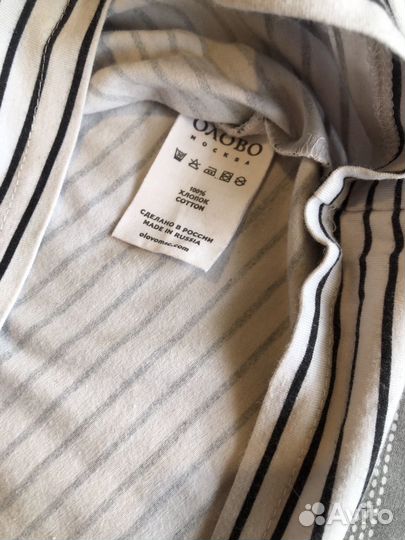 ОЛОВО
МОСКВА
100%
ХЛОПОК
COTTON
СДЕЛАНО В РОССИИ
MADE IN RUSSIA
olovomsc.com
Avito